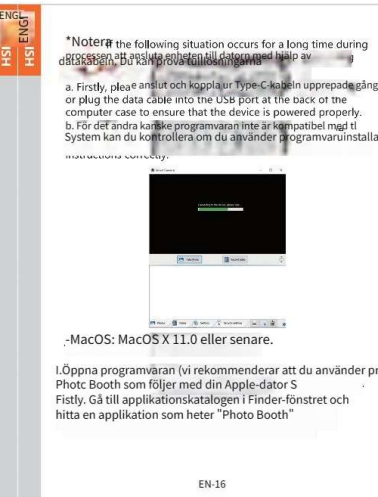 ENGL
ENGL
HSI
HSI
*Notera If the following situation occurs for a long time during
processen att ansluta enheten till datorn med hjälp av
datakabeln, Du kan prova
a. Firstly, plea e anslut och koppla ur Type-C-kabeln upprepade gång
or plug the data cable into the USB port at the back of the
computer case to ensure that the device is powered properly.
b. För det andra kanske programvaran inte är kompatibel med tl
System kan du kontrollera om du använder programvaruinstalla
instructions correctly.
-MacOS: MacOS X 11.0 eller senare.
I.Öppna programvaran (vi rekommenderar att du använder pr
Photc Booth som följer med din Apple-dator S
Fistly. Gå till applikationskatalogen i Finder-fönstret och
hitta en applikation som heter "Photo Booth"
EN-16